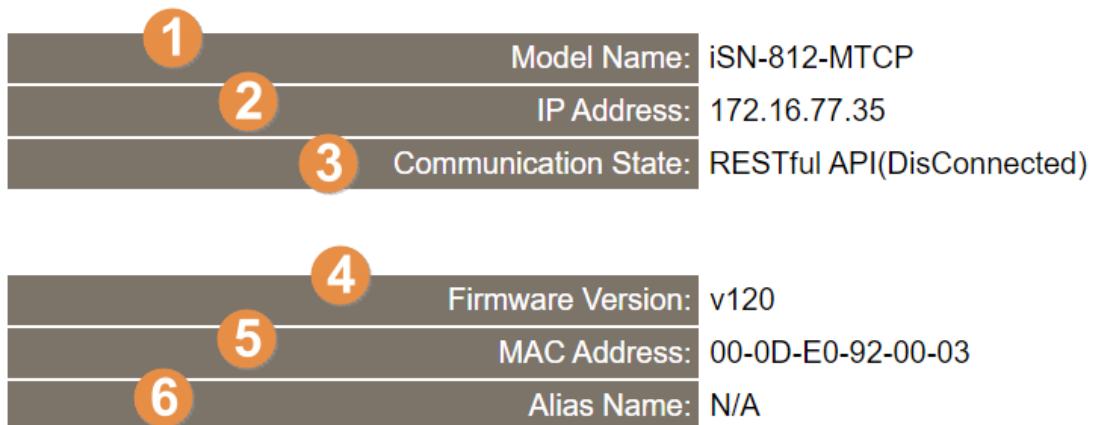 1 Model Name: iSN-812-MTCP
2 IP Address: 172.16.77.35
3 Communication State: RESTful API(DisConnected)
4 Firmware Version: v120
5 MAC Address: 00-0D-E0-92-00-03
6 Alias Name: N/A